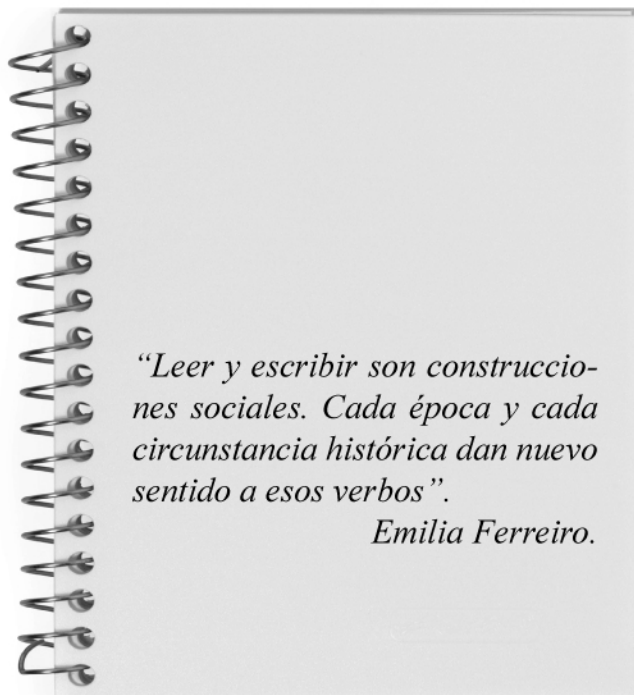 “Leer y escribir son construccio-
nes sociales. Cada época y cada
circunstancia histórica dan nuevo
sentido a esos verbos”.
Emilia Ferreiro.